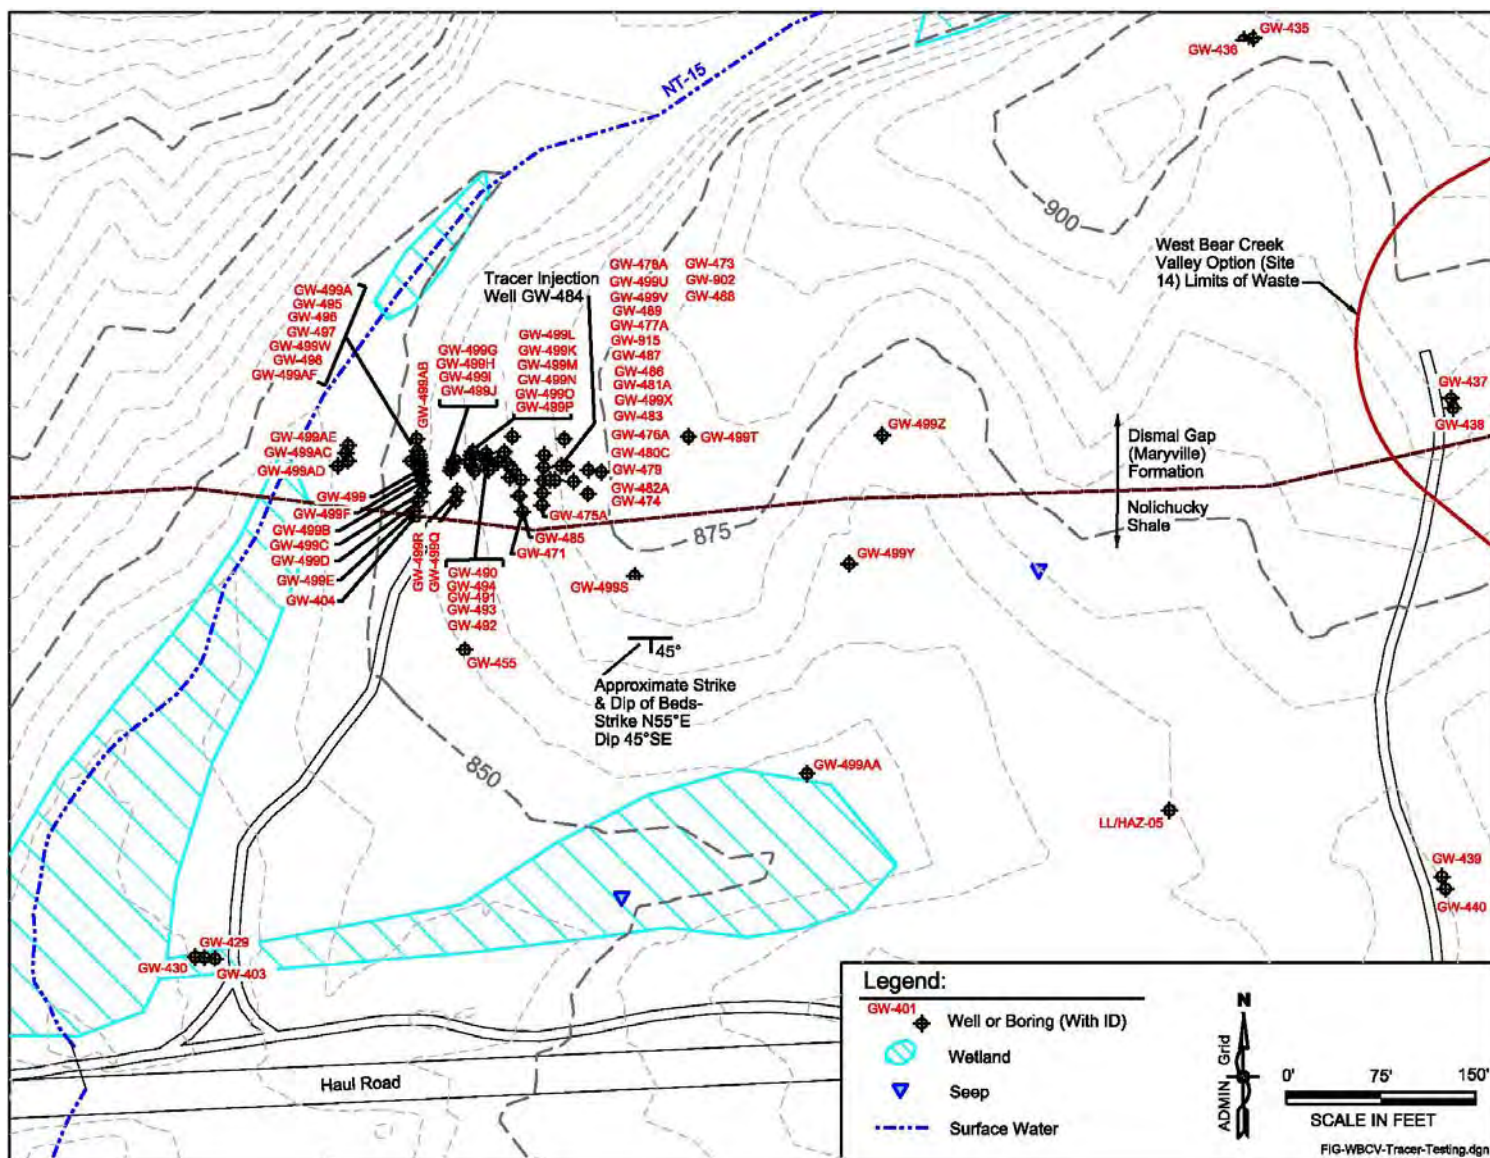 NT-15
GW-435
GW-436
900
West Bear Creek
Valley Option (Site
14) Limits of Waste
GW-478A
GW-473
GW-499U
GW-902
GW-499V
GW-488
GW-489
GW-477A
GW-915
GW-487
GW-486
GW-481A
GW-499X
GW-483
GW-476A
GW-480C
GW-479
GW-482A
GW-474
Tracer Injection
Well GW-484
GW-499A
GW-495
GW-496
GW-497
GW-499W
GW-498
GW-499AF
GW-499AB
GW-499G
GW-499H
GW-499I
GW-499J
GW-499L
GW-499K
GW-499M
GW-499N
GW-499O
GW-499P
GW-437
GW-438
GW-499T
GW-499Z
Dismal Gap
(Maryville)
Formation
Nolichucky
Shale
GW-499AE
GW-499AC
GW-499AD
GW-499
GW-499F
GW-499B
GW-499C
GW-499D
GW-499E
GW-404
GW-499R
GW-499Q
GW-475A
GW-485
GW-471
875
GW-490
GW-494
GW-491
GW-493
GW-492
GW-499S
GW-499Y
GW-455
45°
Approximate Strike
& Dip of Beds-
Strike N55°E
Dip 45°SE
850
GW-499AA
LL/HAZ-05
GW-439
GW-440
GW-429
GW-430
GW-403
Haul Road
Legend:
GW-401
Well or Boring (With ID)
Wetland
Seep
Surface Water
N
ADMIN Grid
0' 75' 150'
SCALE IN FEET
FIG-WBCV-Tracer-Testing.dgn